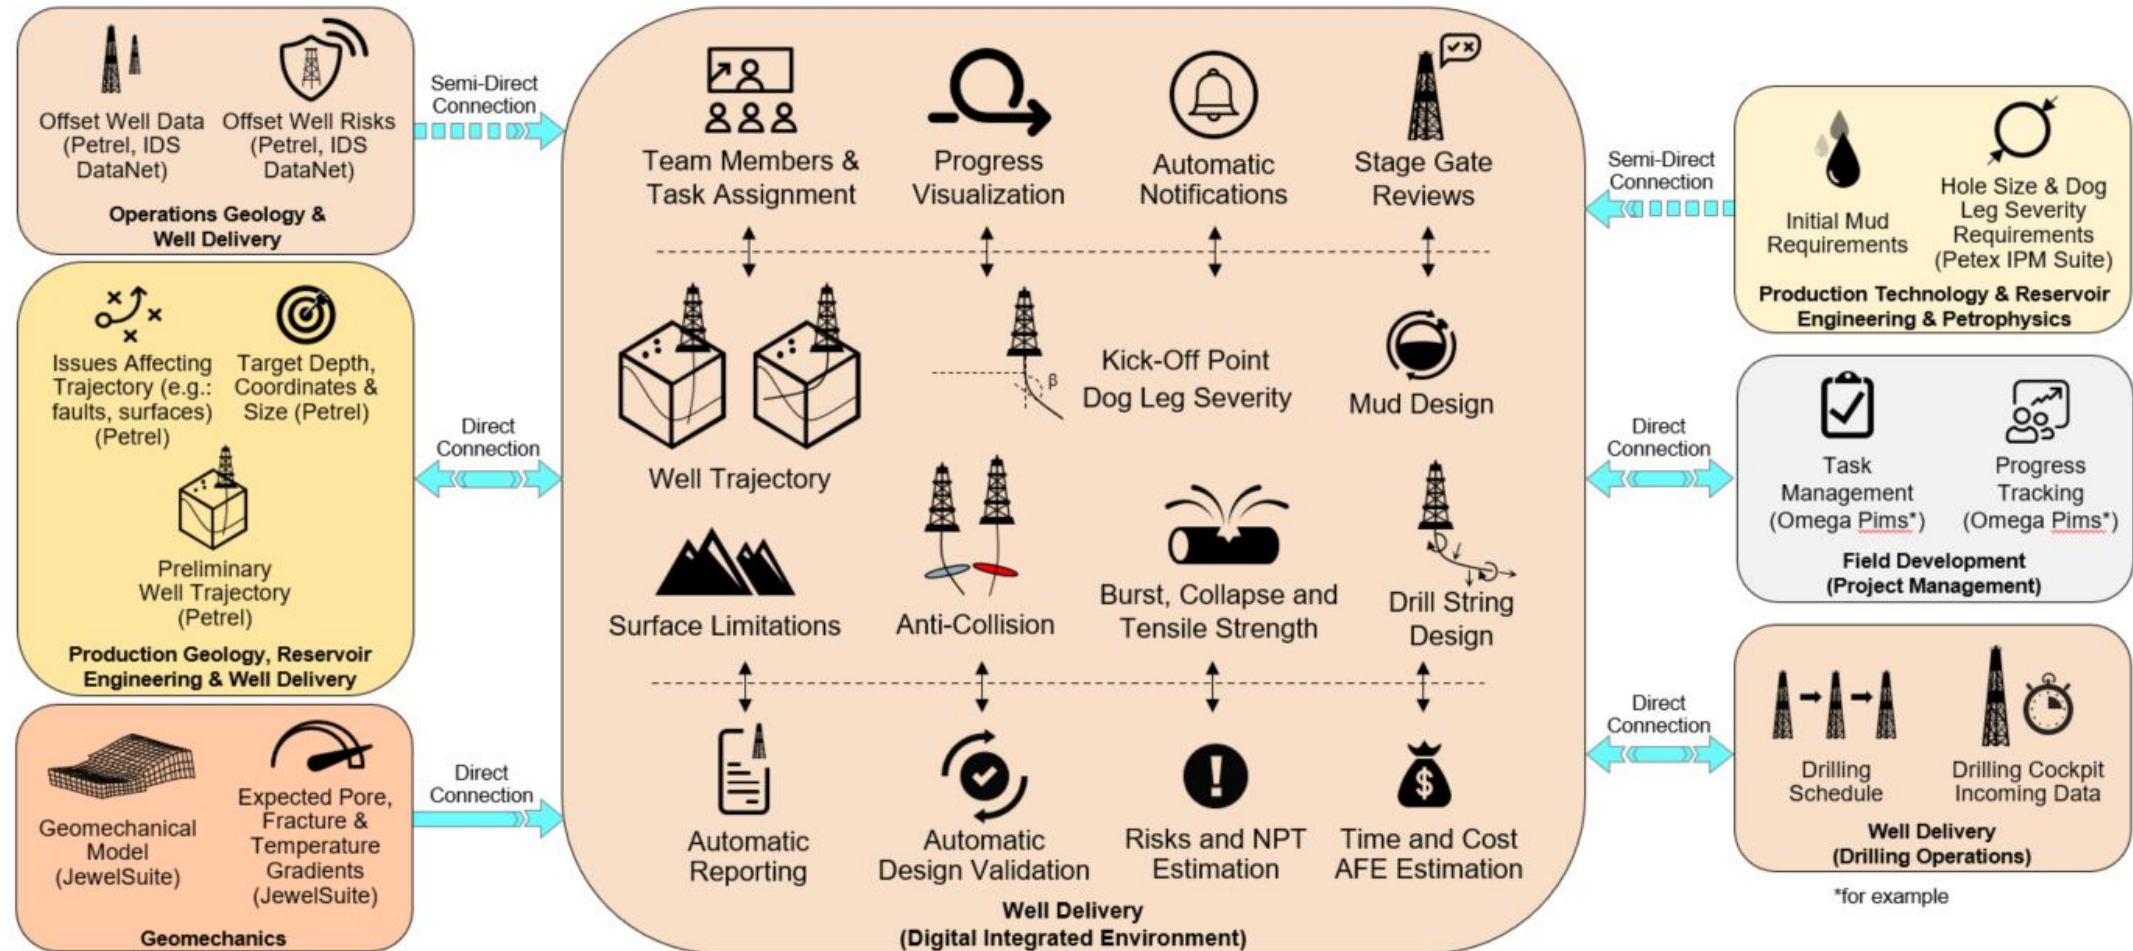 Offset Well Data
(Petrel, IDS
DataNet)
Offset Well Risks
(Petrel, IDS
DataNet)
Operations Geology &
Well Delivery
Semi-Direct
Connection
Issues Affecting
Trajectory (e.g.:
faults, surfaces)
(Petrel)
Target Depth,
Coordinates &
Size (Petrel)
Preliminary
Well Trajectory
(Petrel)
Production Geology, Reservoir
Engineering & Well Delivery
Direct
Connection
Geomechanical
Model
(JewelSuite)
Expected Pore,
Fracture &
Temperature
Gradients
(JewelSuite)
Geomechanics
Direct
Connection
Team Members &
Task Assignment
Progress
Visualization
Automatic
Notifications
Stage Gate
Reviews
Well Trajectory
β
Kick-Off Point
Dog Leg Severity
Mud Design
Surface Limitations
Anti-Collision
Burst, Collapse and
Tensile Strength
Drill String
Design
Automatic
Reporting
Automatic
Design Validation
!
Risks and NPT
Estimation
$
Time and Cost
AFE Estimation
Well Delivery
(Digital Integrated Environment)
Semi-Direct
Connection
Initial Mud
Requirements
Hole Size & Dog
Leg Severity
Requirements
(Petex IPM Suite)
Production Technology & Reservoir
Engineering & Petrophysics
Direct
Connection
Task
Management
(Omega Pims*)
Progress
Tracking
(Omega Pims*)
Field Development
(Project Management)
Direct
Connection
Drilling
Schedule
Drilling Cockpit
Incoming Data
Well Delivery
(Drilling Operations)
*for example